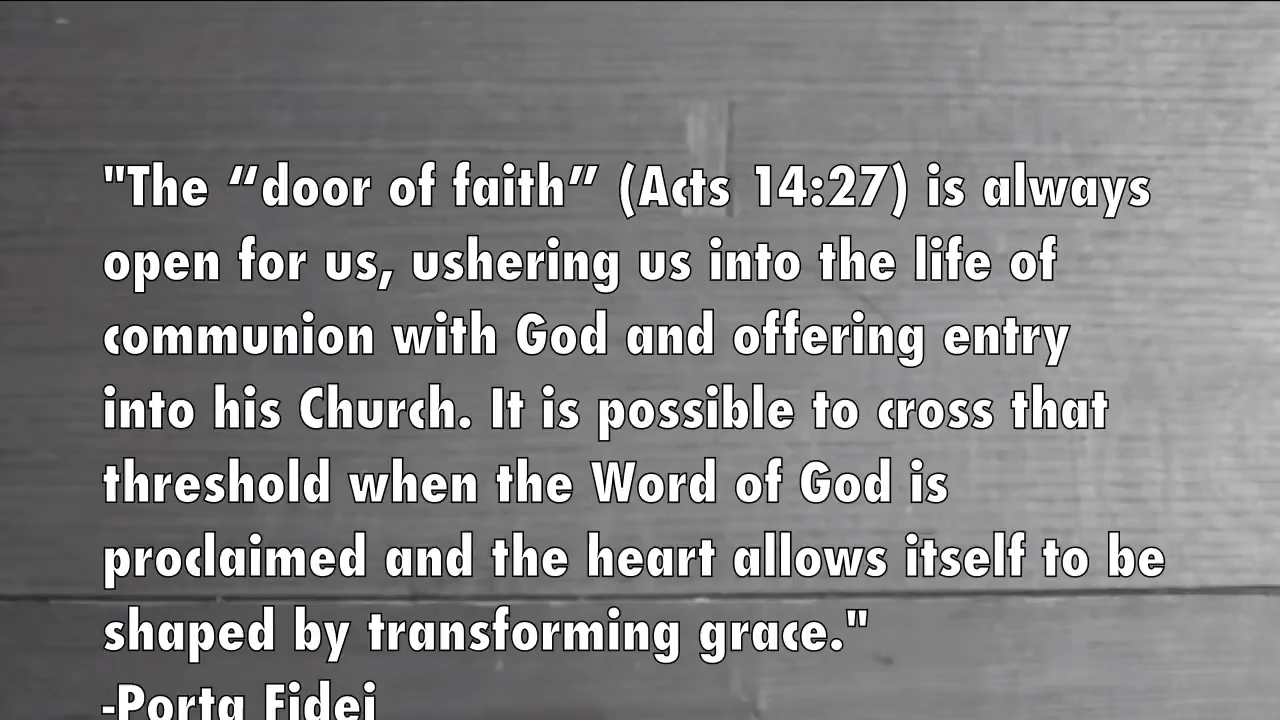 "The “door of faith” (Acts 14:27) is always
open for us, ushering us into the life of
communion with God and offering entry
into his Church. It is possible to cross that
threshold when the Word of God is
proclaimed and the heart allows itself to be
shaped by transforming grace."
-Porta Fidei